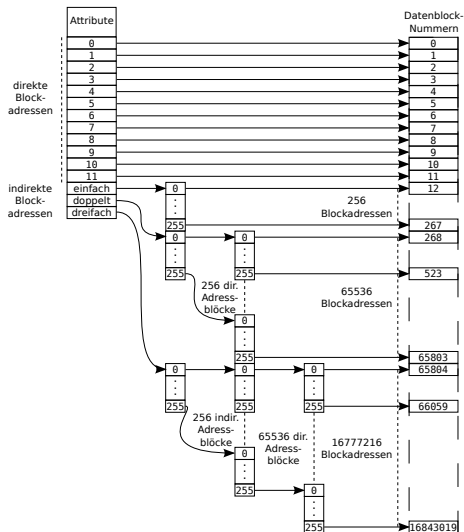 Attribute
Datenblock-
Nummern
direkte
Block-
adressen
0 0
1 1
2 2
3 3
4 4
5 5
6 6
7 7
8 8
9 9
10 10
11 11
indirekte
Block-
adressen
einfach 0 12
doppelt
dreifach
256
Blockadressen
255 267
0 0 268
255 255 523
256 dir.
Adress-
blöcke
65536
Blockadressen
0
255 65803
0 0 0 65804
255 255 255 66059
256 indir.
Adress-
blöcke
65536 dir.
Adress-
blöcke
16777216
Blockadressen
0
255 0
255 16843019